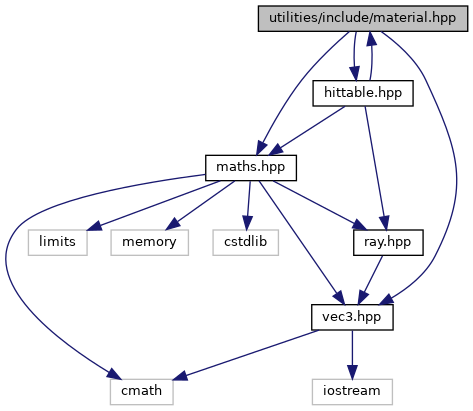 utilities/include/material.hpp
hittable.hpp
maths.hpp
limits
memory
cstdlib
ray.hpp
vec3.hpp
cmath
iostream